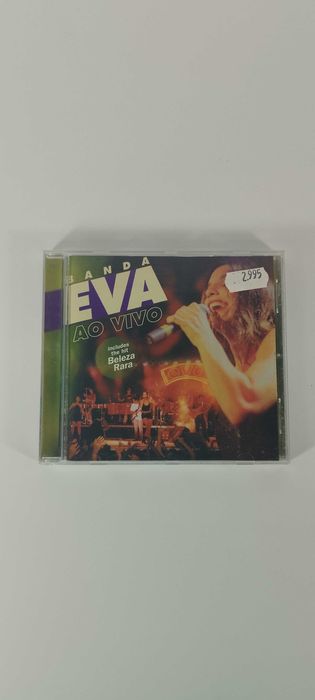 BANDA
EVA
AO VIVO
includes
the hit
Beleza
Rara
2995